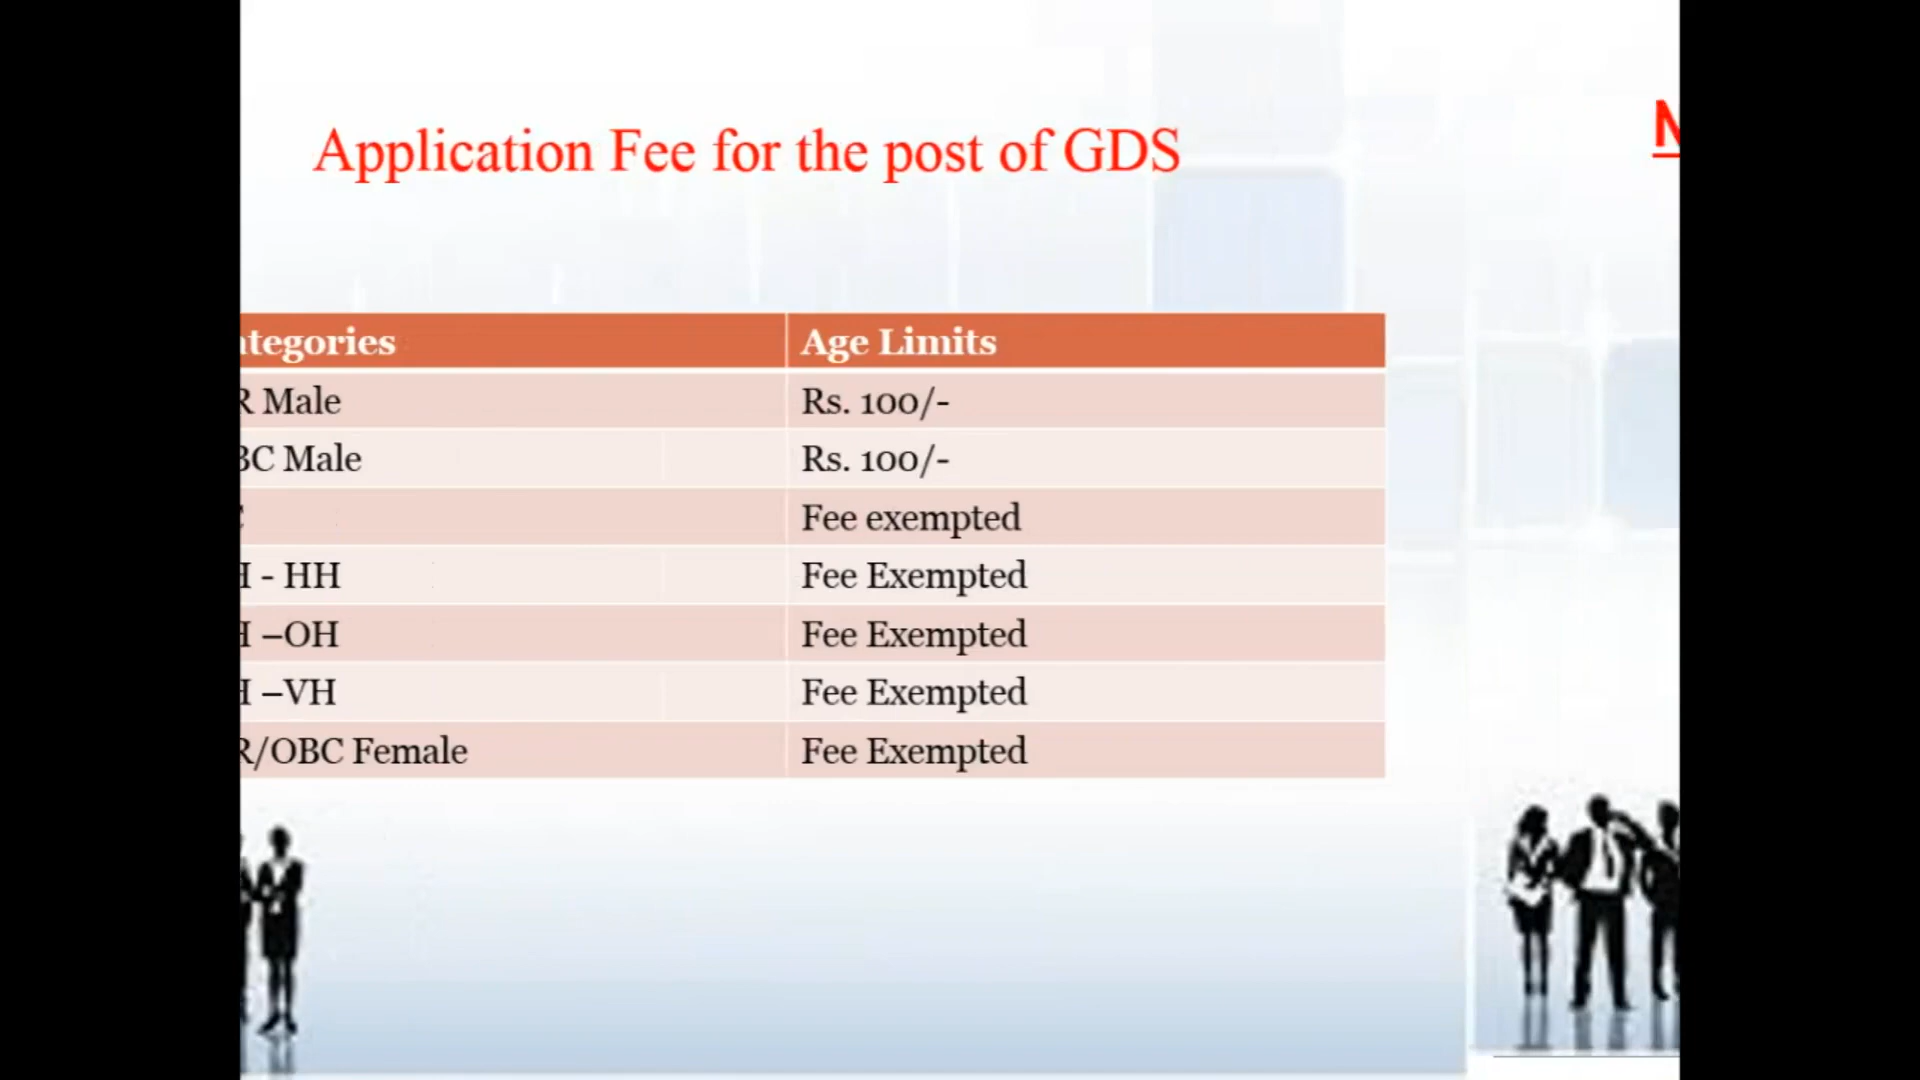 Application Fee for the post of GDS
tegories Age Limits
R Male Rs. 100/-
BC Male Rs. 100/-
Fee exempted
H - HH Fee Exempted
H –OH Fee Exempted
H –VH Fee Exempted
R/OBC Female Fee Exempted